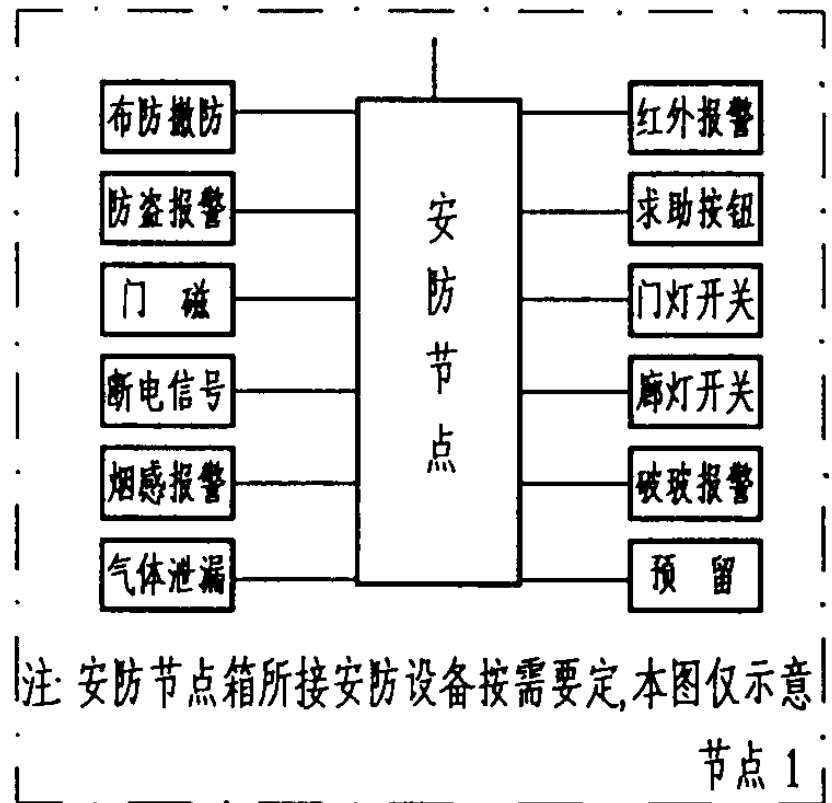 布防撤防
红外报警
防盗报警
求助按钮
门磁
门灯开关
断电信号
廊灯开关
烟感报警
破玻报警
气体泄漏
预留
安防节点
注: 安防节点箱所接安防设备按需要定,本图仅示意
节点 1